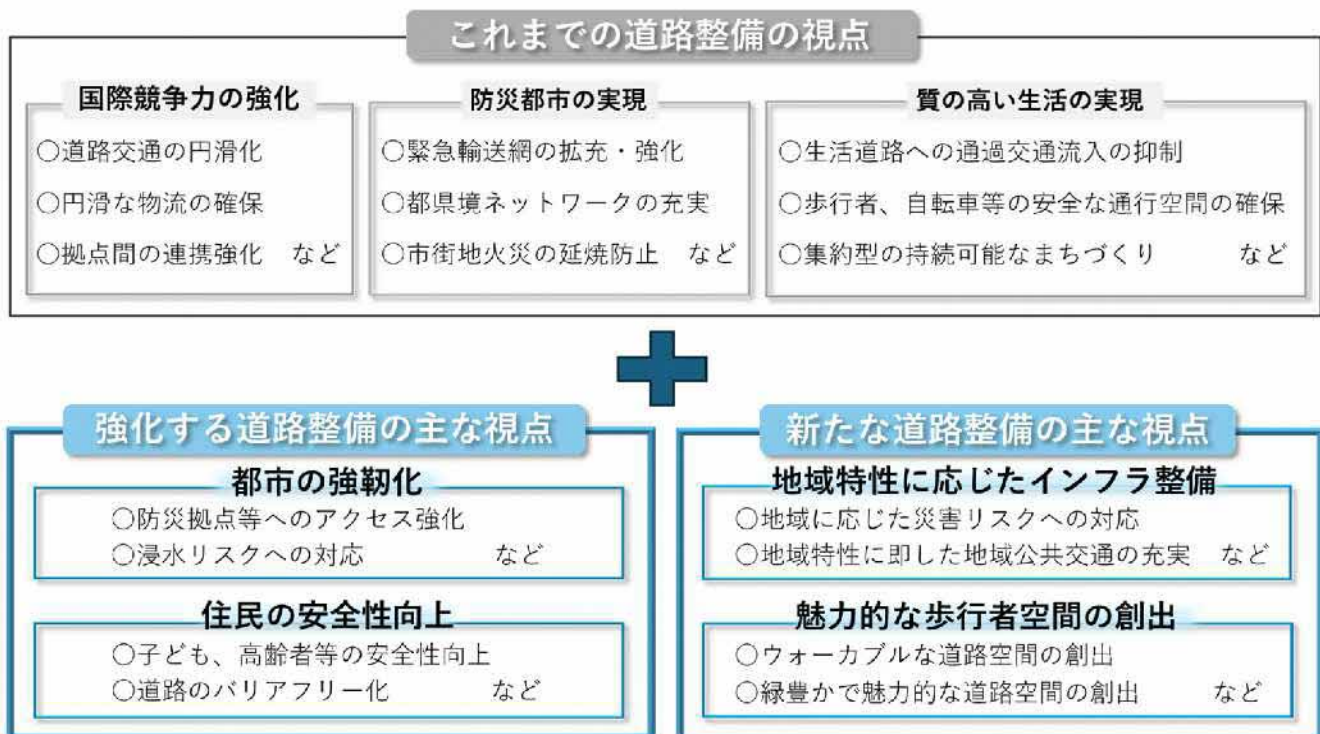 これまでの道路整備の視点
国際競争力の強化
○道路交通の円滑化
○円滑な物流の確保
○拠点間の連携強化　など
防災都市の実現
○緊急輸送網の拡充・強化
○都県境ネットワークの充実
○市街地火災の延焼防止　など
質の高い生活の実現
○生活道路への通過交通流入の抑制
○歩行者、自転車等の安全な通行空間の確保
○集約型の持続可能なまちづくり　など
強化する道路整備の主な視点
都市の強靭化
○防災拠点等へのアクセス強化
○浸水リスクへの対応　など
住民の安全性向上
○子ども、高齢者等の安全性向上
○道路のバリアフリー化　など
新たな道路整備の主な視点
地域特性に応じたインフラ整備
○地域に応じた災害リスクへの対応
○地域特性に即した地域公共交通の充実　など
魅力的な歩行者空間の創出
○ウォーカブルな道路空間の創出
○緑豊かで魅力的な道路空間の創出　など